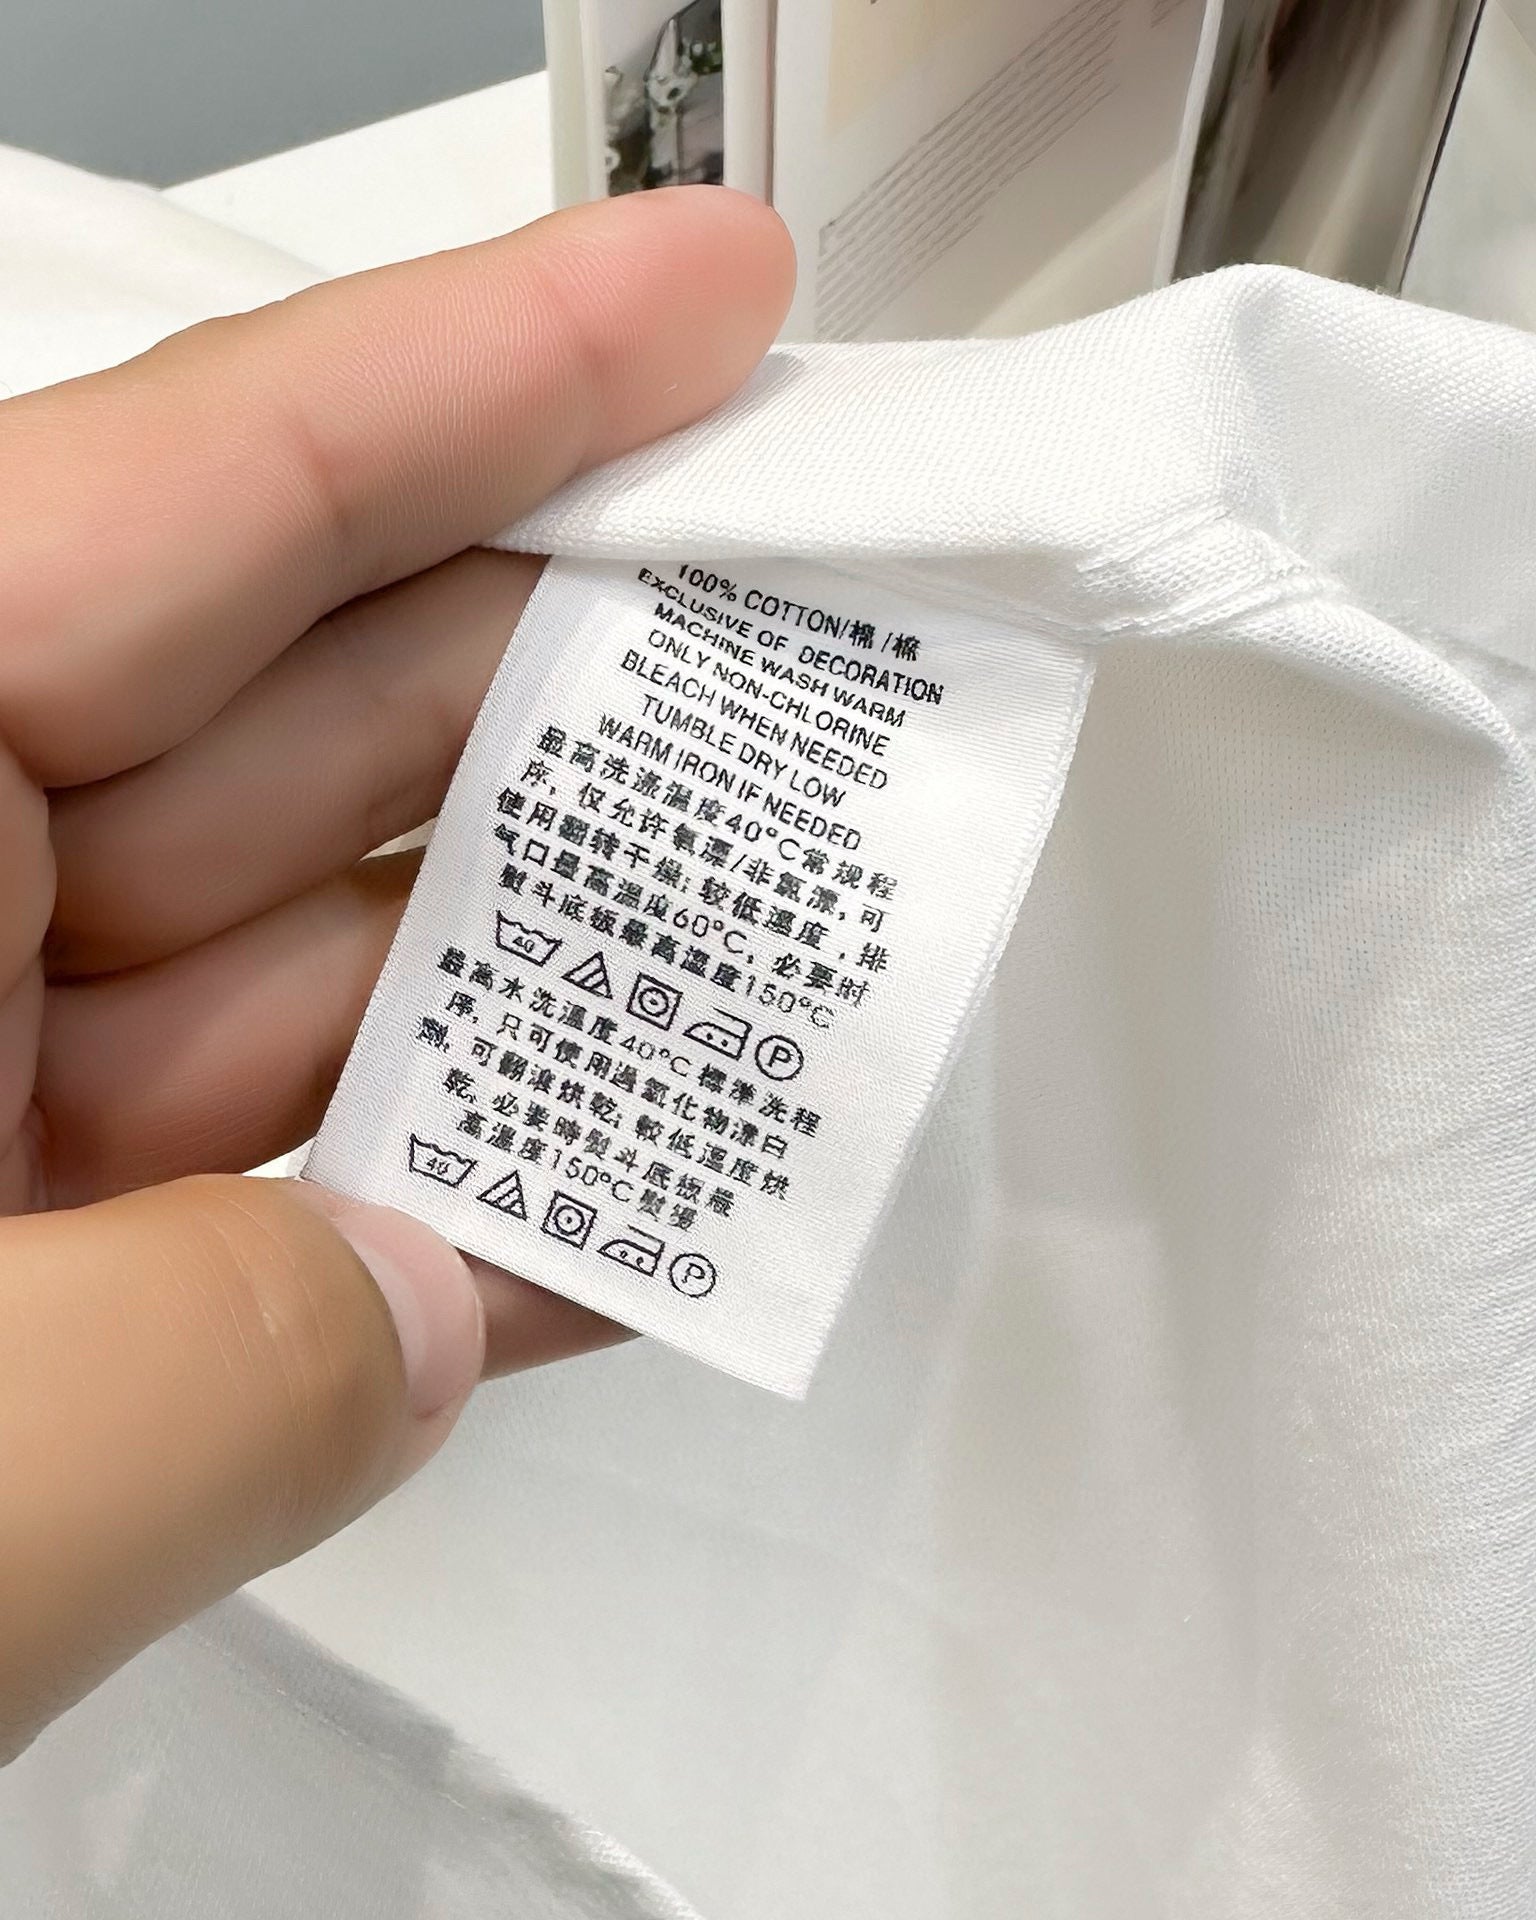 100% COTTON/棉/棉
EXCLUSIVE OF DECORATION
MACHINE WASH WARM
ONLY NON-CHLORINE
BLEACH WHEN NEEDED
TUMBLE DRY LOW
WARM IRON IF NEEDED
最高洗涤温度40°C常规程
序，仅允许氧漂/非氯漂，可
使用翻转干燥；较低温度，排
气口最高温度60°C，必要时
熨斗底板最高温度150°C
40 P
最高水洗溫度40°C標準洗程
序，只可使用過氧化物漂白
劑，可翻滾烘乾；較低溫度烘
乾，必要時熨斗底板最
高溫度150°C熨燙
40 P